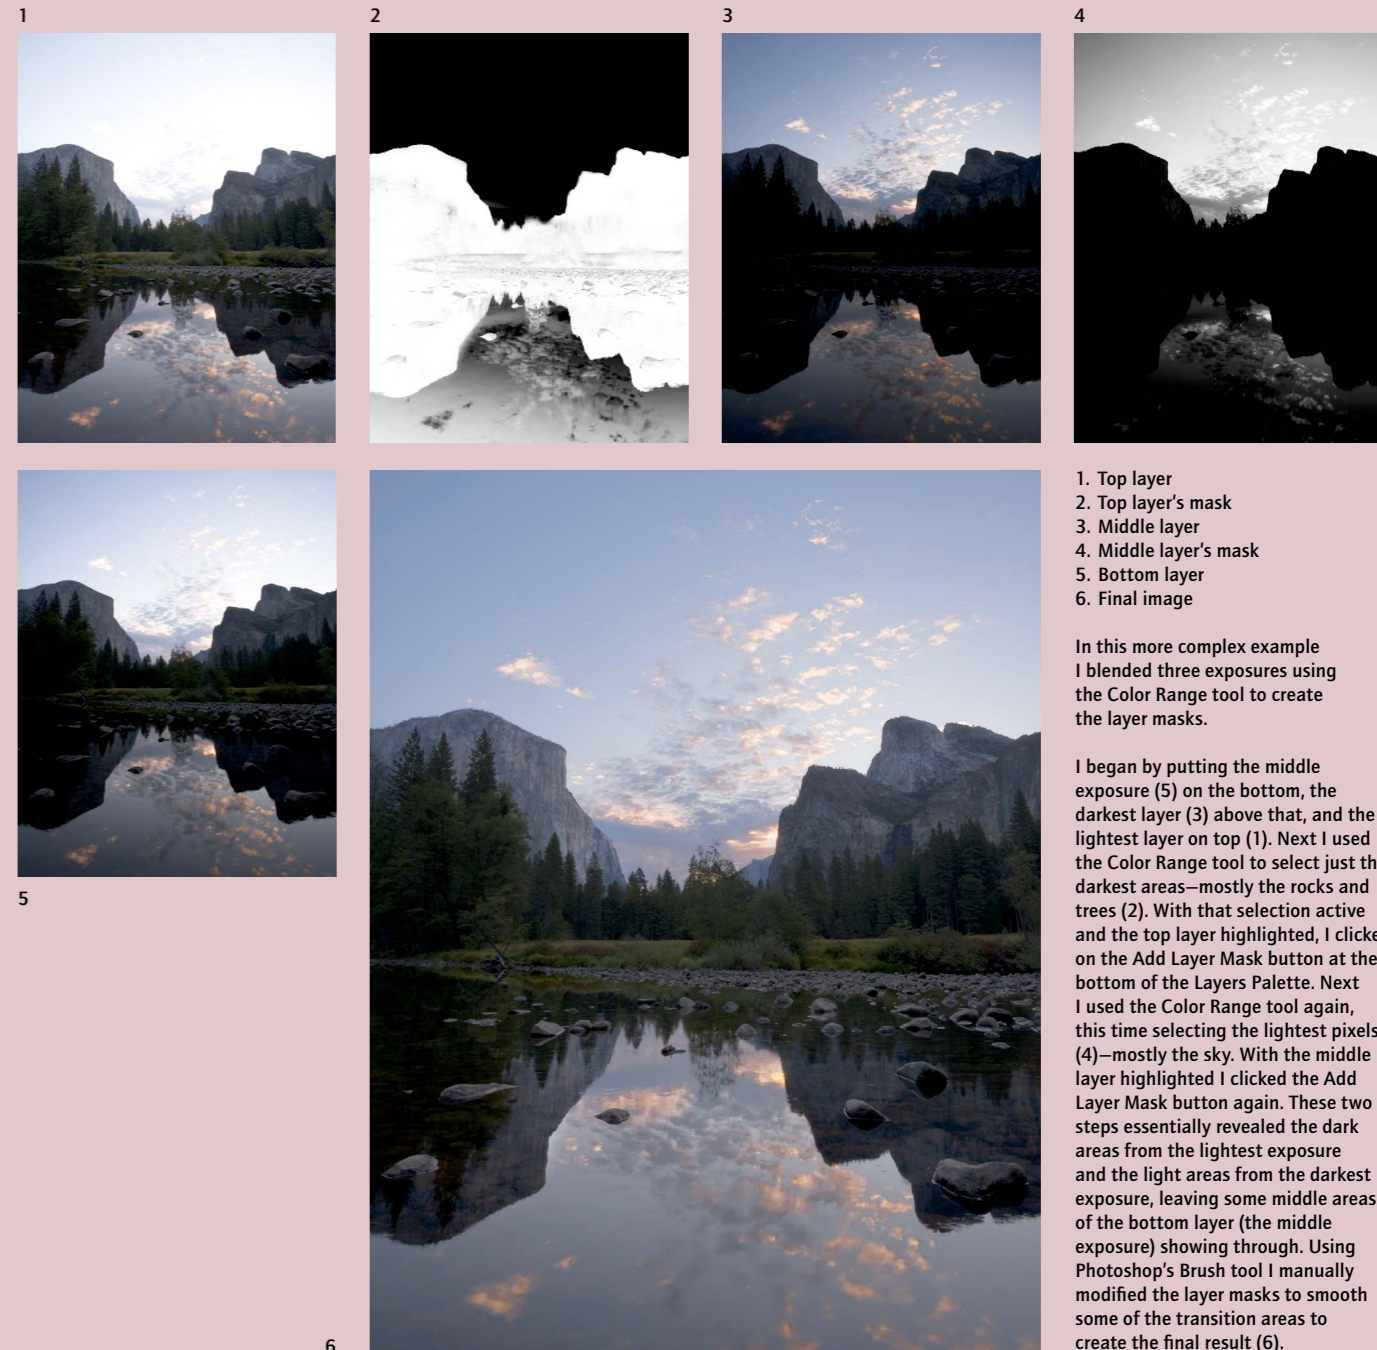 1
2
3
4
5
6
1. Top layer
2. Top layer's mask
3. Middle layer
4. Middle layer's mask
5. Bottom layer
6. Final image
In this more complex example
I blended three exposures using
the Color Range tool to create
the layer masks.
I began by putting the middle
exposure (5) on the bottom, the
darkest layer (3) above that, and the
lightest layer on top (1). Next I used
the Color Range tool to select just th
darkest areas—mostly the rocks and
trees (2). With that selection active
and the top layer highlighted, I clicke
on the Add Layer Mask button at the
bottom of the Layers Palette. Next
I used the Color Range tool again,
this time selecting the lightest pixels
(4)—mostly the sky. With the middle
layer highlighted I clicked the Add
Layer Mask button again. These two
steps essentially revealed the dark
areas from the lightest exposure
and the light areas from the darkest
exposure, leaving some middle areas
of the bottom layer (the middle
exposure) showing through. Using
Photoshop's Brush tool I manually
modified the layer masks to smooth
some of the transition areas to
create the final result (6).